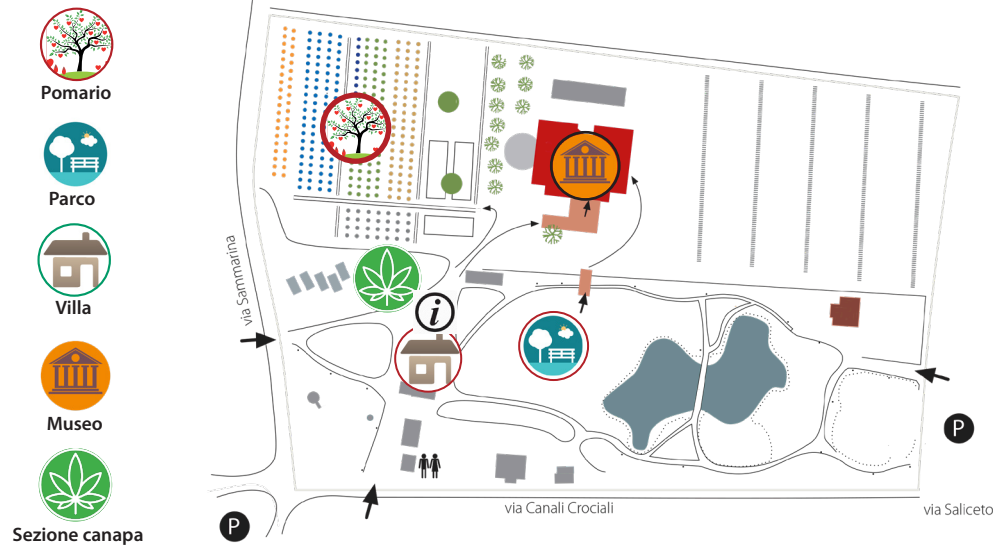 Pomario
Parco
Villa
Museo
Sezione canapa
via Sammarina
i
P
P
via Canali Crociali
via Saliceto